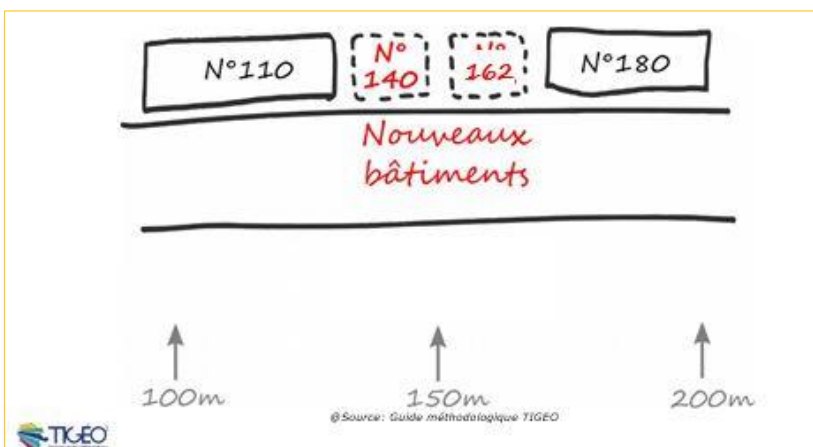 N°110
N°
140
N°
162
N°180
Nouveaux
bâtiments
100m
150m
200m
@Source: Guide méthodologique TIGEO
TIGEO